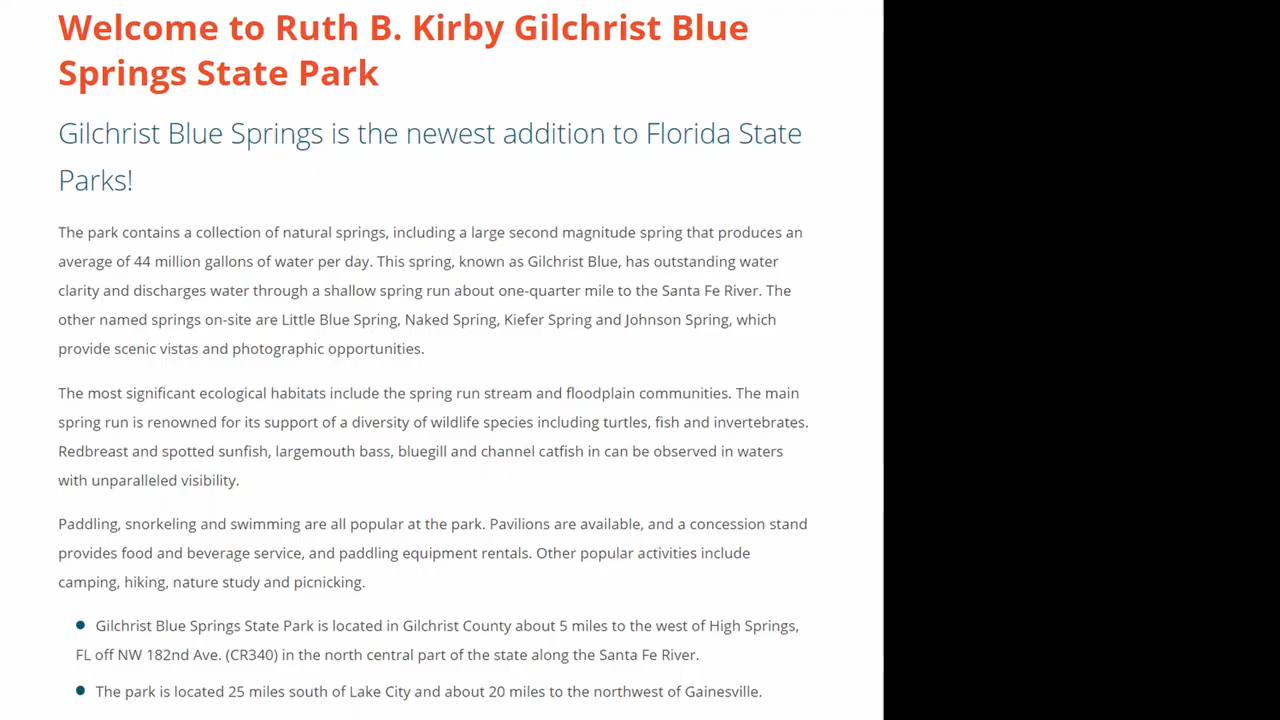 Welcome to Ruth B. Kirby Gilchrist Blue
Springs State Park
Gilchrist Blue Springs is the newest addition to Florida State
Parks!
The park contains a collection of natural springs, including a large second magnitude spring that produces an
average of 44 million gallons of water per day. This spring, known as Gilchrist Blue, has outstanding water
clarity and discharges water through a shallow spring run about one-quarter mile to the Santa Fe River. The
other named springs on-site are Little Blue Spring, Naked Spring, Kiefer Spring and Johnson Spring, which
provide scenic vistas and photographic opportunities.
The most significant ecological habitats include the spring run stream and floodplain communities. The main
spring run is renowned for its support of a diversity of wildlife species including turtles, fish and invertebrates.
Redbreast and spotted sunfish, largemouth bass, bluegill and channel catfish in can be observed in waters
with unparalleled visibility.
Paddling, snorkeling and swimming are all popular at the park. Pavilions are available, and a concession stand
provides food and beverage service, and paddling equipment rentals. Other popular activities include
camping, hiking, nature study and picnicking.
• Gilchrist Blue Springs State Park is located in Gilchrist County about 5 miles to the west of High Springs,
FL off NW 182nd Ave. (CR340) in the north central part of the state along the Santa Fe River.
• The park is located 25 miles south of Lake City and about 20 miles to the northwest of Gainesville.